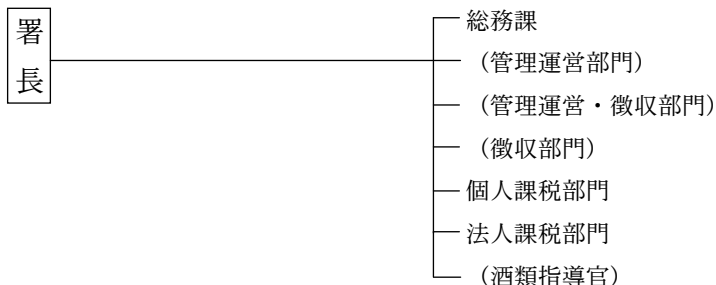 署長
総務課
（管理運営部門）
（管理運営・徴収部門）
（徴収部門）
個人課税部門
法人課税部門
（酒類指導官）